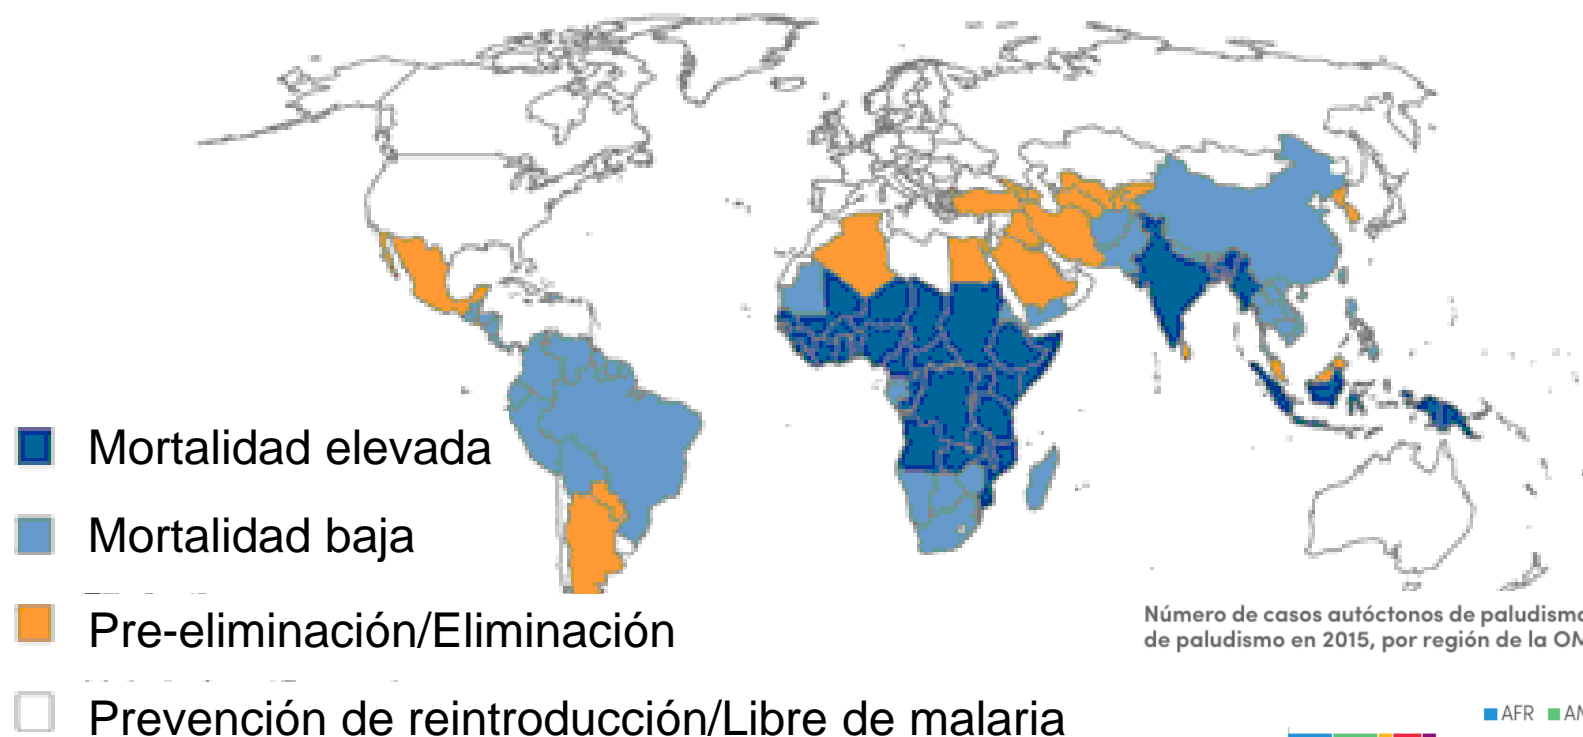 Mortalidad elevada
Mortalidad baja
Pre-eliminación/Eliminación
Número de casos autóctonos de paludismo
de paludismo en 2015, por región de la OM
Prevención de reintroducción/Libre de malaria
AFR